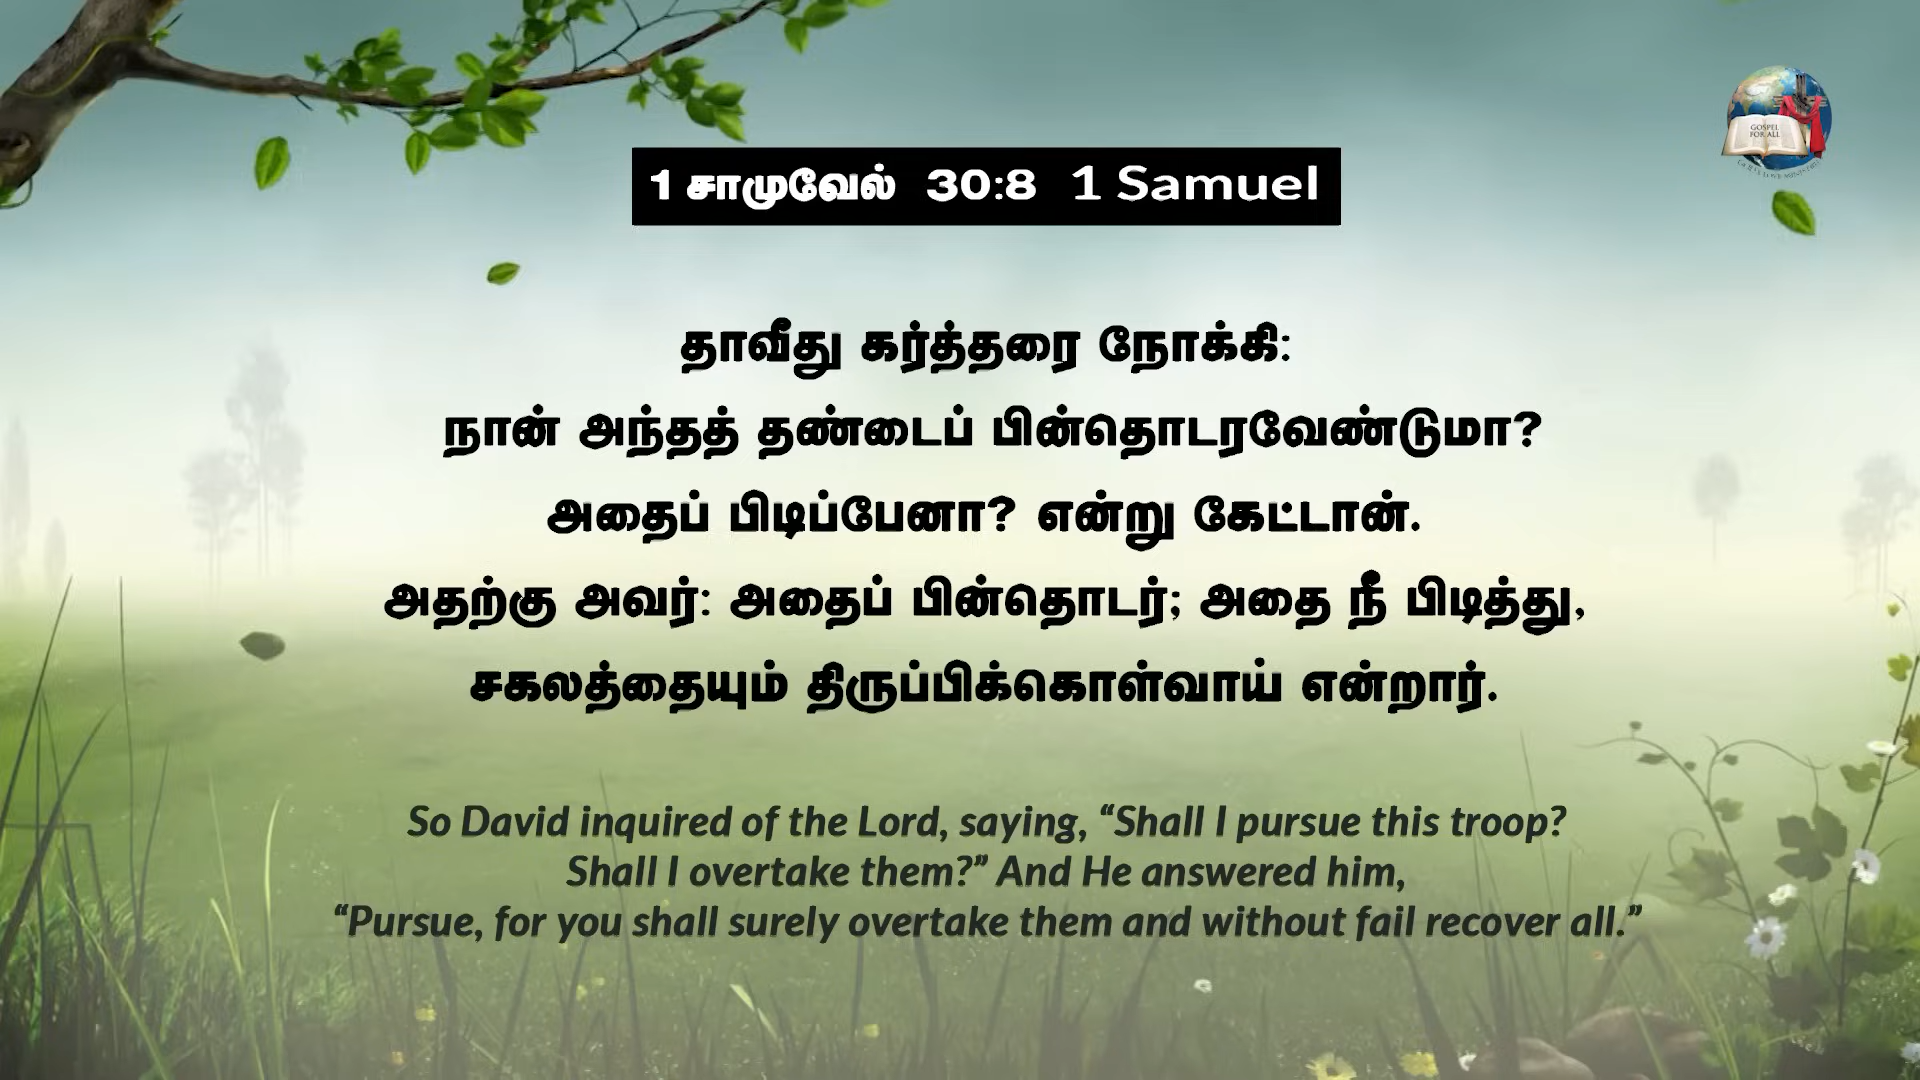 1 சாமுவேல் 30:8 1 Samuel
GOSPEL
FOR ALL
தாவீது கர்த்தரை நோக்கி:
நான் அந்தத் தண்டைப் பின்தொடரவேண்டுமா?
அதைப் பிடிப்பேனா? என்று கேட்டான்.
அதற்கு அவர்: அதைப் பின்தொடர்; அதை நீ பிடித்து,
சகலத்தையும் திருப்பிக்கொள்வாய் என்றார்.
So David inquired of the Lord, saying, “Shall I pursue this troop?
Shall I overtake them?” And He answered him,
“Pursue, for you shall surely overtake them and without fail recover all.”